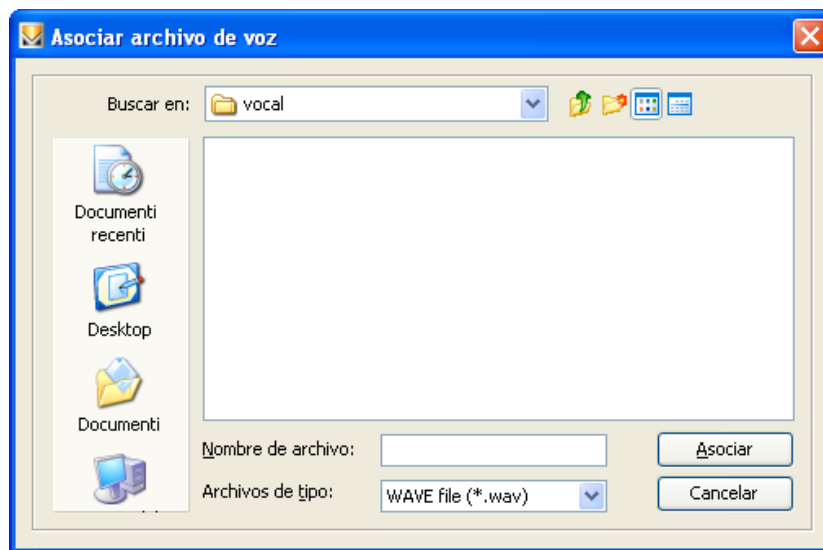 Asociar archivo de voz
Buscar en: vocal
Documenti
recenti
Desktop
Documenti
Nombre de archivo:
Asociar
Archivos de tipo: WAVE file (*.wav)
Cancelar